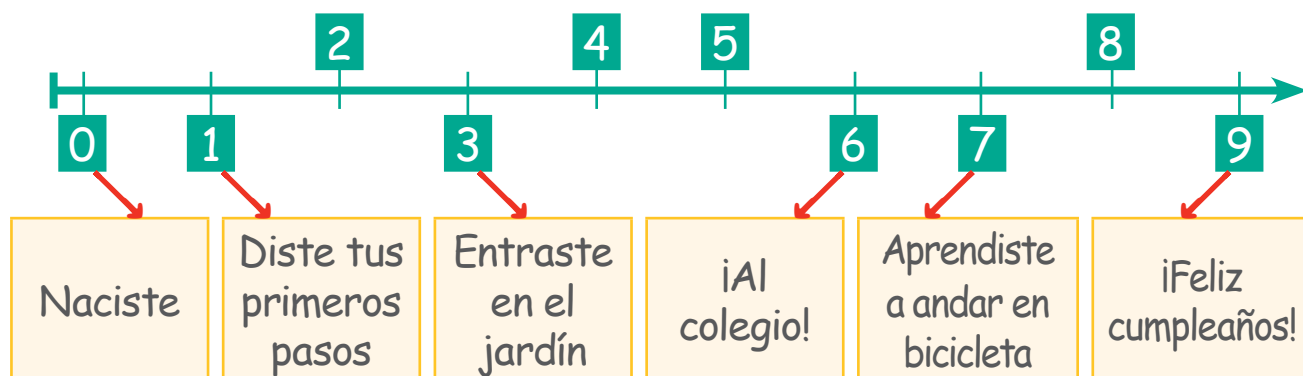 2 4 5 8
0 1 3 6 7 9
Naciste
Diste tus
primeros
pasos
Entraste
en el
jardín
¡Al
colegio!
Aprendiste
a andar en
bicicleta
¡Feliz
cumpleaños!